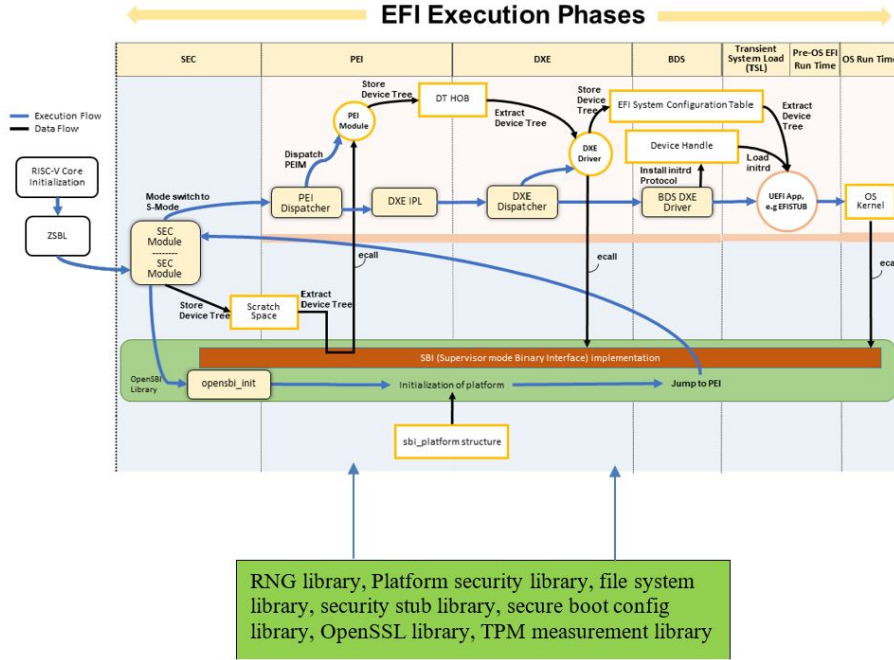 EFI Execution Phases
SEC
PEI
DXE
BDS
Transient
System Load
(TSL)
Pre-OS EFI
Run Time
OS Run Time
Execution Flow
Data Flow
RISC-V Core
Initialization
ZSBL
Mode switch to
S-Mode
SEC
Module
--------
SEC
Module
Store
Device Tree
Scratch
Space
Extract
Device Tree
Dispatch
PEIM
PEI
Module
Store
Device Tree
DT HOB
Extract
Device Tree
PEI
Dispatcher
DXE IPL
DXE
Dispatcher
DXE
Driver
Store
Device
Tree
EFI System Configuration Table
Extract
Device
Tree
Device Handle
Install initrd
Protocol
Load
initrd
BDS DXE
Driver
UEFI App,
e.g EFISTUB
OS
Kernel
ecall
ecall
eca
SBI (Supervisor mode Binary Interface) implementation
OpenSBI
Library
opensbi_init
Initialization of platform
Jump to PEI
sbi_platform structure
RNG library, Platform security library, file system
library, security stub library, secure boot config
library, OpenSSL library, TPM measurement library